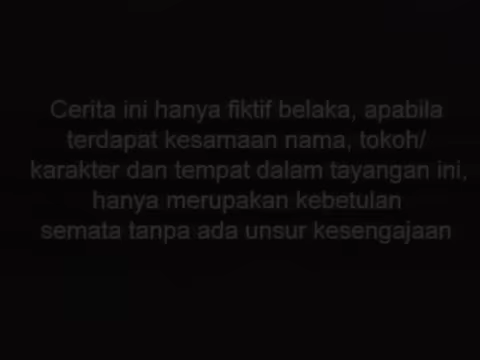 Cerita ini hanya fiktif belaka, apabila
terdapat kesamaan nama, tokoh/
karakter dan tempat dalam tayangan ini,
hanya merupakan kebetulan
semata tanpa ada unsur kesengajaan